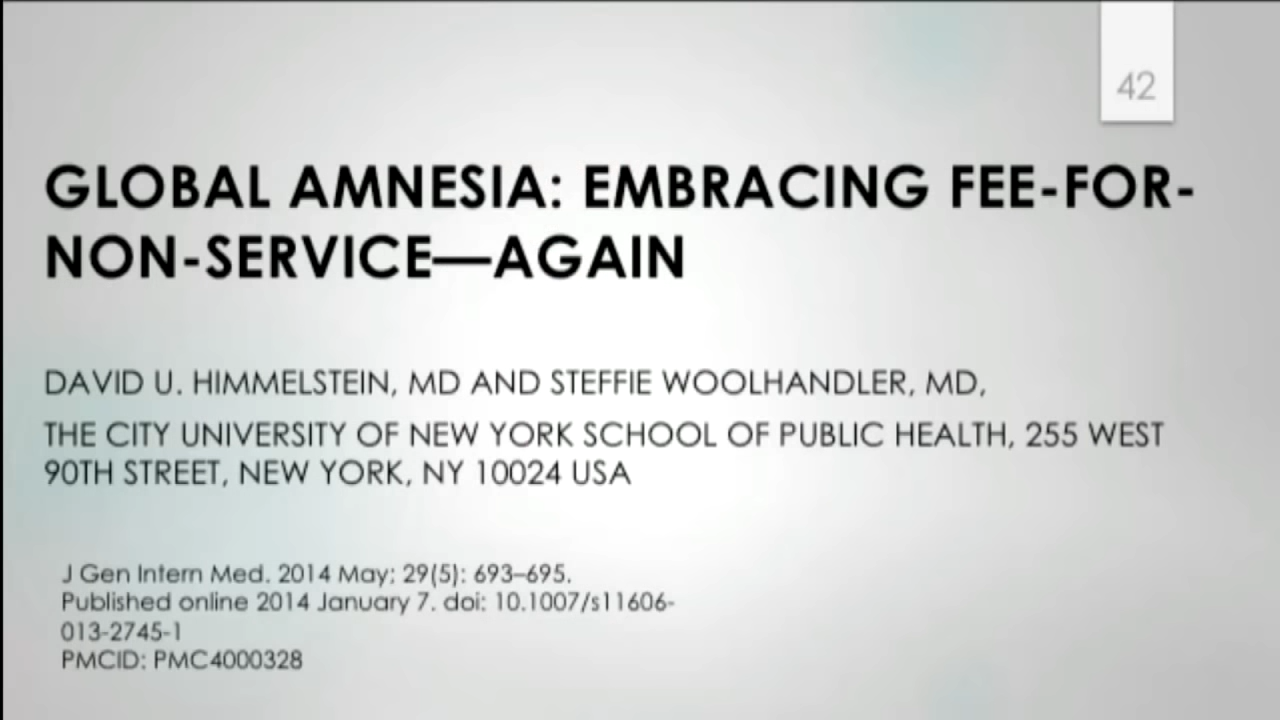 42
GLOBAL AMNESIA: EMBRACING FEE-FOR-
NON-SERVICE—AGAIN
DAVID U. HIMMELSTEIN, MD AND STEFFIE WOOLHANDLER, MD,
THE CITY UNIVERSITY OF NEW YORK SCHOOL OF PUBLIC HEALTH, 255 WEST
90TH STREET, NEW YORK, NY 10024 USA
J Gen Intern Med. 2014 May; 29(5): 693–695.
Published online 2014 January 7. doi: 10.1007/s11606-
013-2745-1
PMCID: PMC4000328